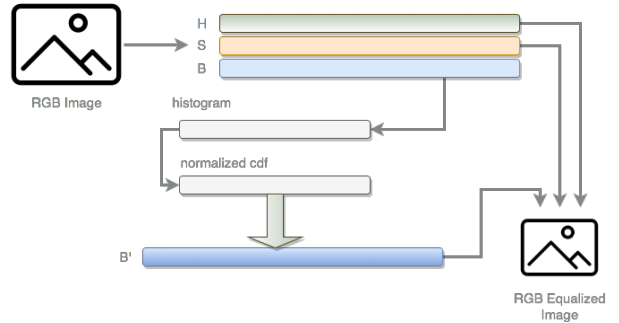 H
S
B
RGB Image
histogram
normalized cdf
B'
RGB Equalized
Image